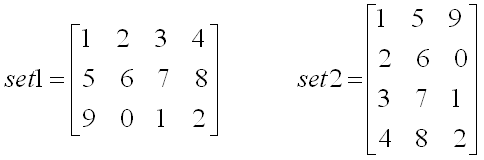 set1 = [1 2 3 4
5 6 7 8
9 0 1 2]
set2 = [1 5 9
2 6 0
3 7 1
4 8 2]